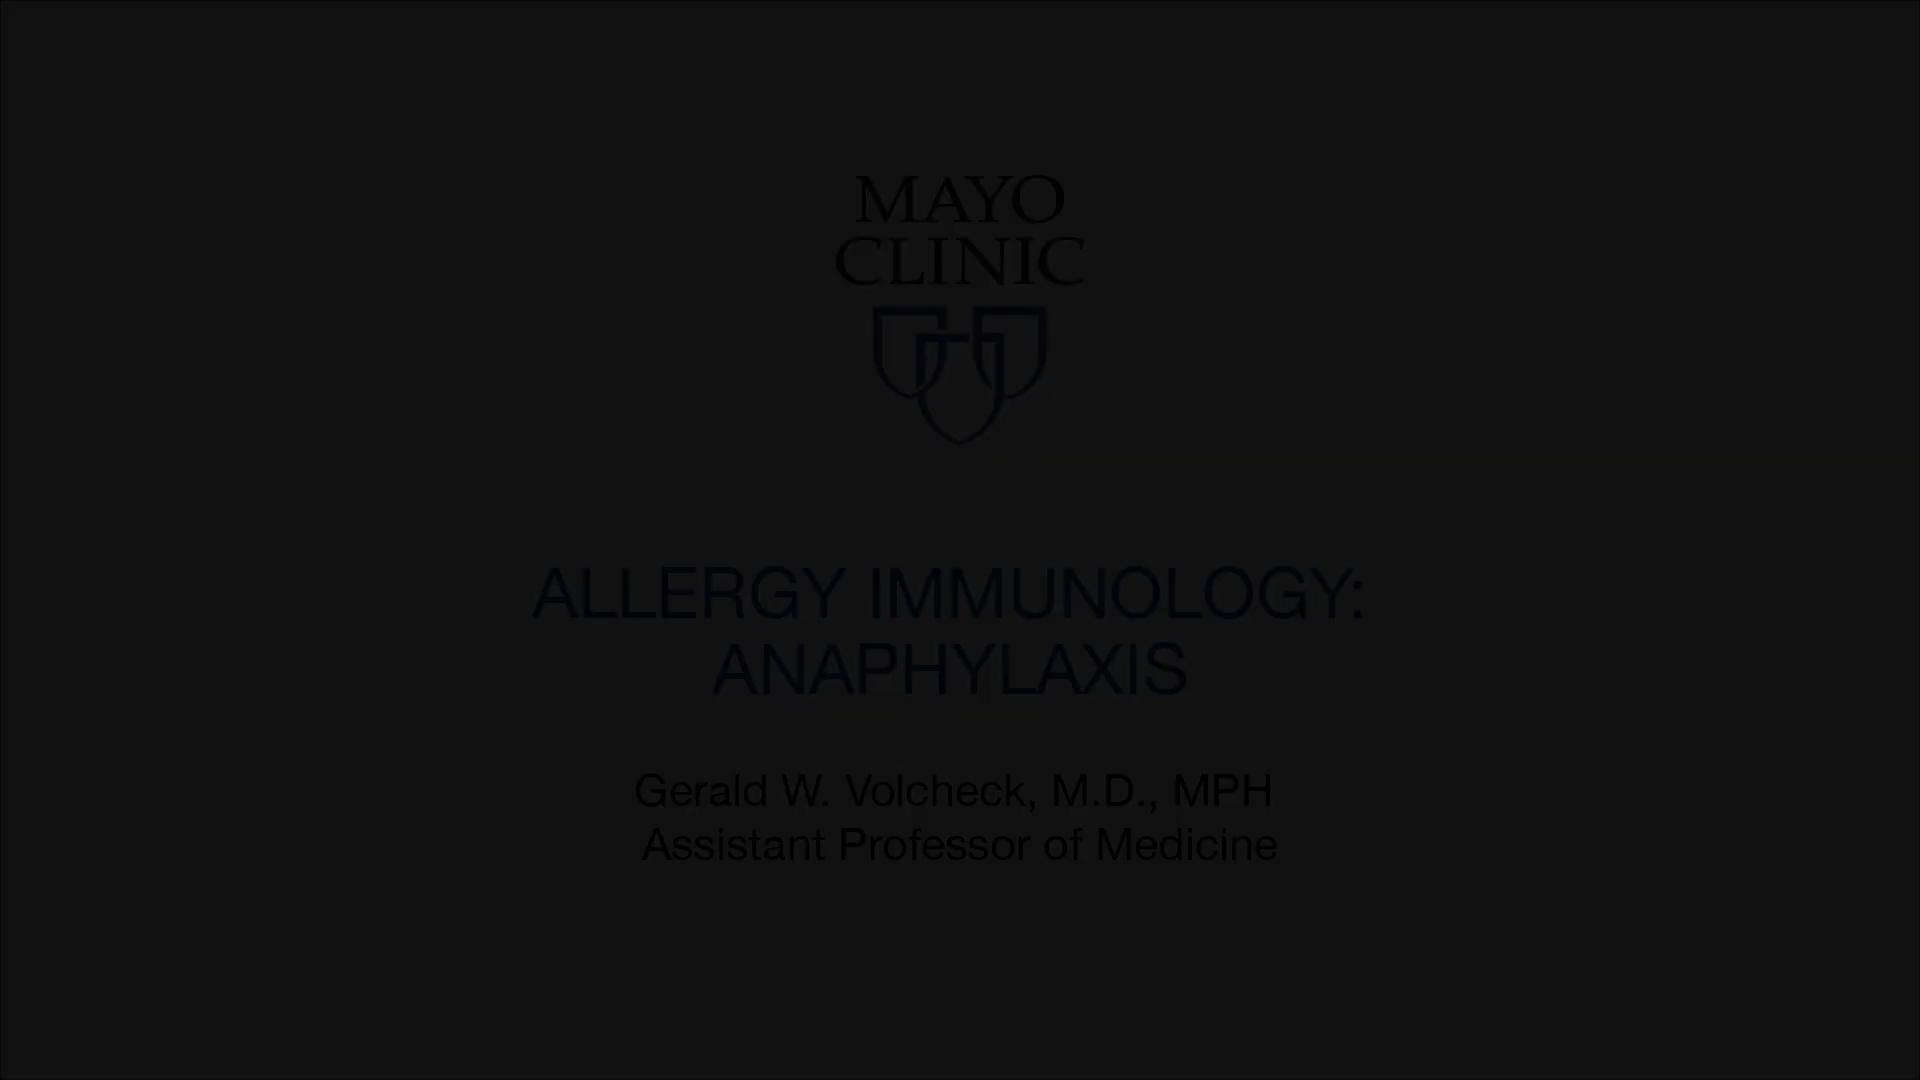 MAYO
CLINIC
ALLERGY IMMUNOLOGY:
ANAPHYLAXIS
Gerald W. Volcheck, M.D., MPH
Assistant Professor of Medicine